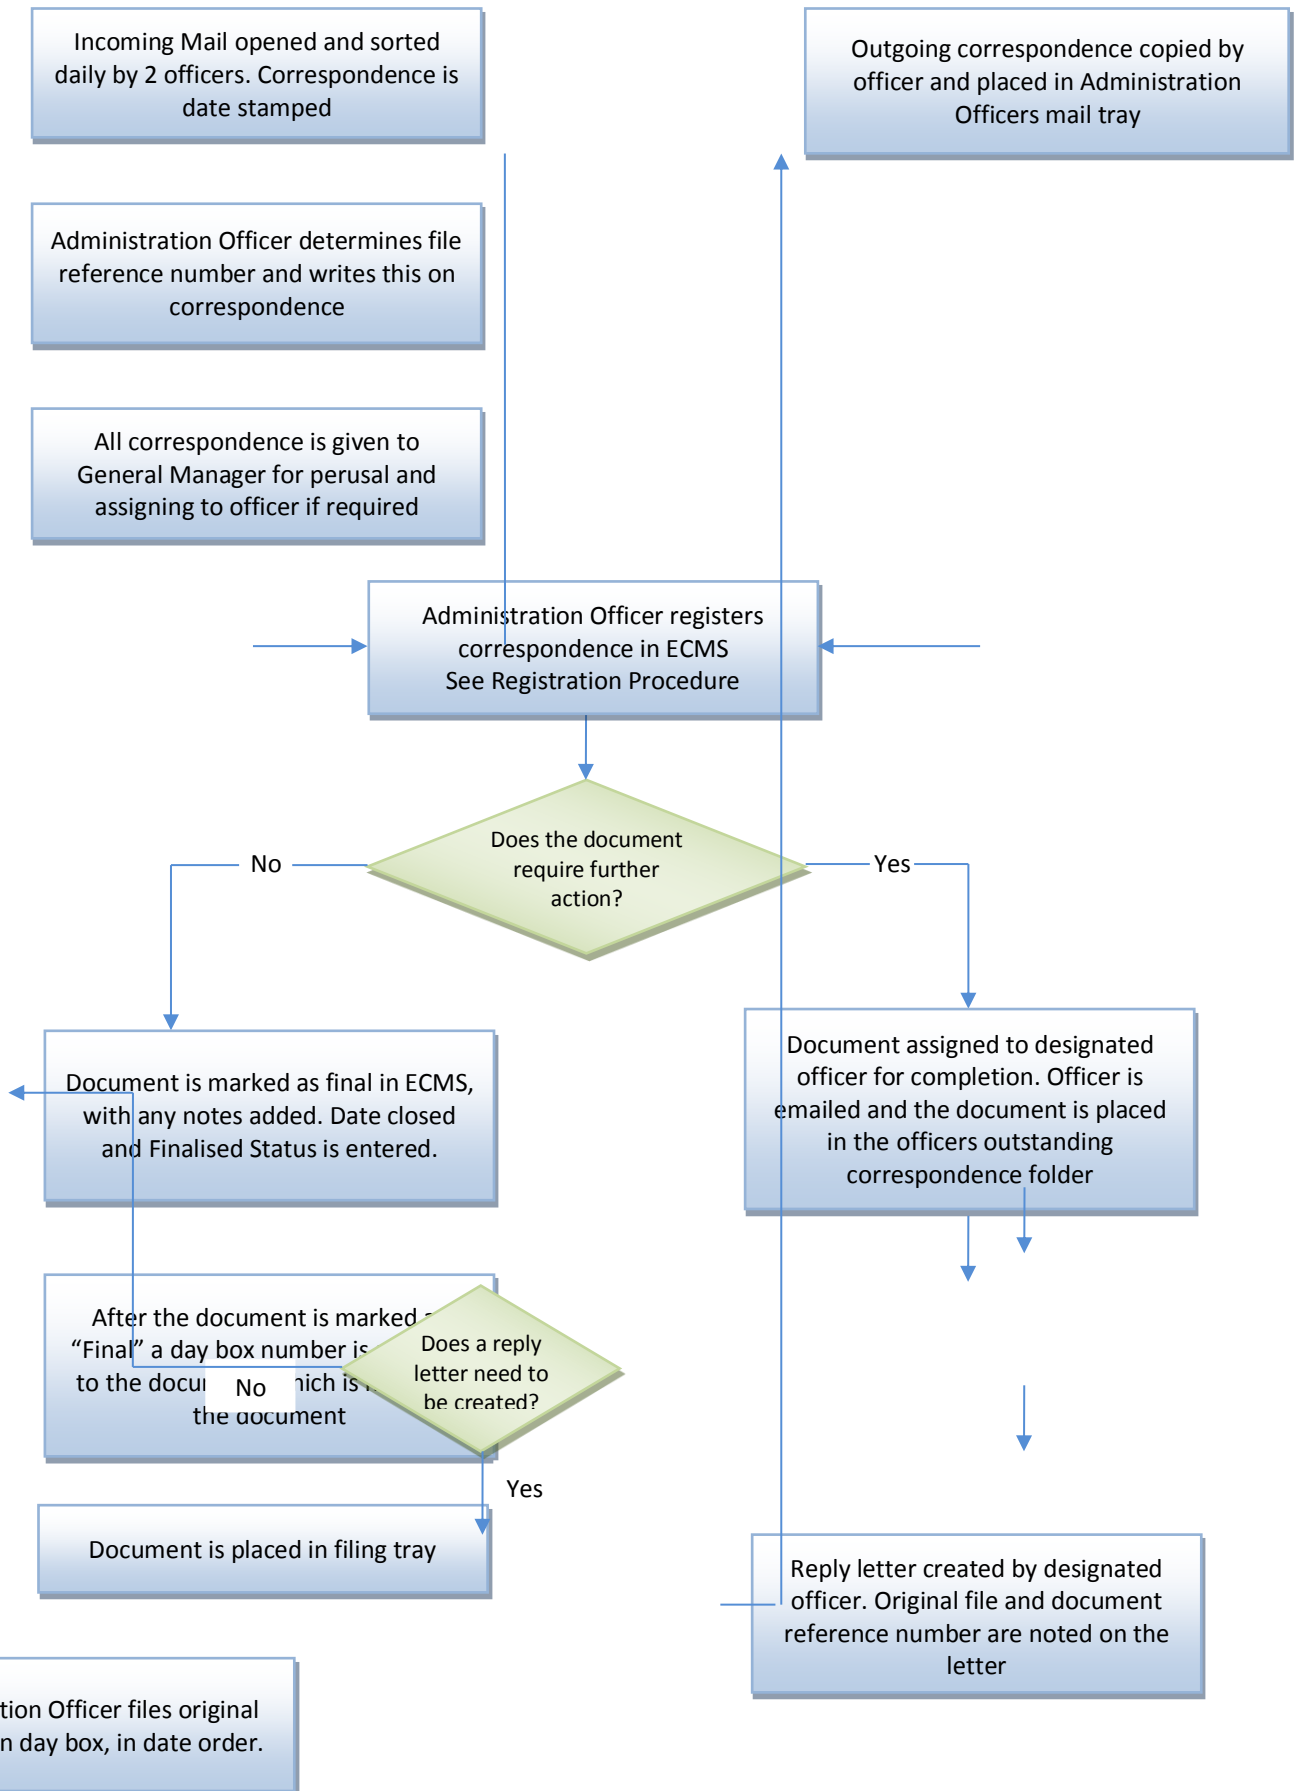 Incoming Mail opened and sorted
daily by 2 officers. Correspondence is
date stamped
Outgoing correspondence copied by
officer and placed in Administration
Officers mail tray
Administration Officer determines file
reference number and writes this on
correspondence
All correspondence is given to
General Manager for perusal and
assigning to officer if required
Administration Officer registers
correspondence in ECMS
See Registration Procedure
Does the document
require further
action?
No
Yes
Document is marked as final in ECMS,
with any notes added. Date closed
and Finalised Status is entered.
Document assigned to designated
officer for completion. Officer is
emailed and the document is placed
in the officers outstanding
correspondence folder
After the document is marked
“Final” a day box number is
to the
the document
Does a reply
letter need to
be created?
No
Yes
Document is placed in filing tray
Reply letter created by designated
officer. Original file and document
reference number are noted on the
letter
tion Officer files original
n day box, in date order.